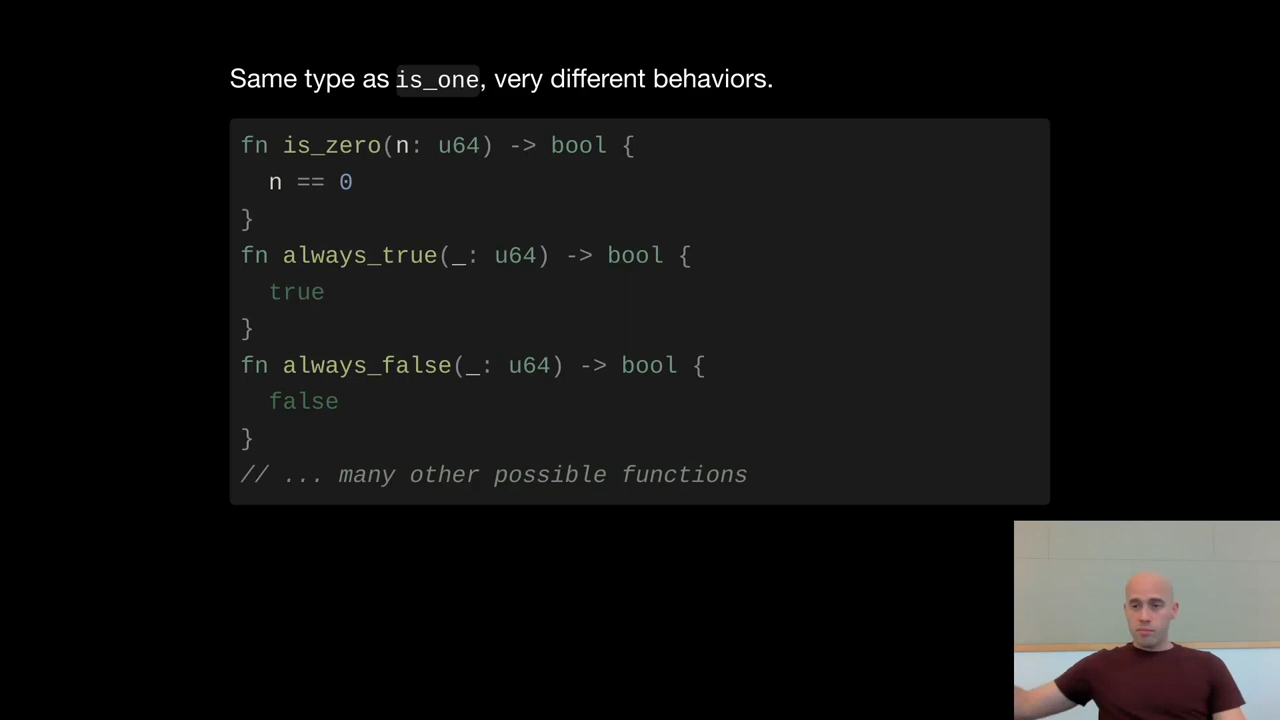 Same type as is_one, very different behaviors.
fn is_zero(n: u64) -> bool {
  n == 0
}
fn always_true(_: u64) -> bool {
  true
}
fn always_false(_: u64) -> bool {
  false
}
// ... many other possible functions